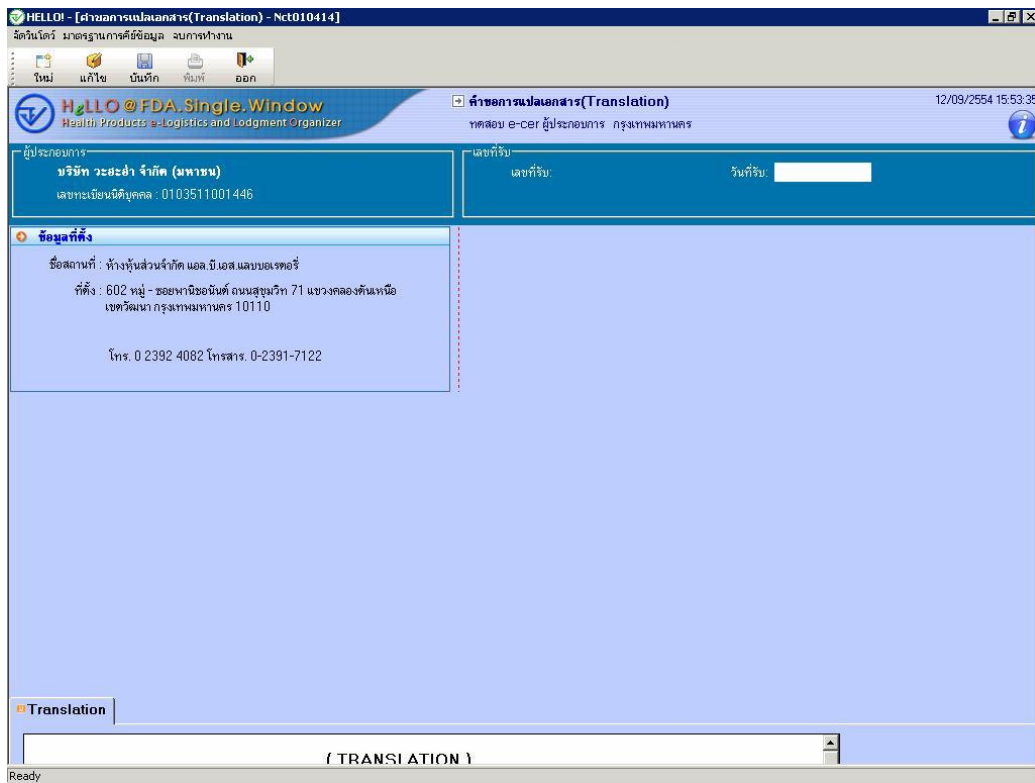 HELLO! - [คำขอการแปลเอกสาร(Translation) - Nct010414]
จัดวินโดว์ มาตรฐานการคีย์ข้อมูล จบการทำงาน
ใหม่ แก้ไข บันทึก พิมพ์ ออก
HeLLO @ FDA.Single.Window
Health Products e-Logistics and Lodgment Organizer
คำขอการแปลเอกสาร(Translation)
12/09/2554 15:53:35
ทดสอบ e-cer ผู้ประกอบการ กรุงเทพมหานคร
ผู้ประกอบการ
บริษัท วะฮะฮ่า จำกัด (มหาชน)
เลขทะเบียนนิติบุคคล : 0103511001446
เลขที่รับ
เลขที่รับ: วันที่รับ:
ข้อมูลที่ตั้ง
ชื่อสถานที่ : ห้างหุ้นส่วนจำกัด แอล.บี.เอส.แลบบอเรตอรี่
ที่ตั้ง : 602 หมู่ - ซอยพานิชอนันต์ ถนนสุขุมวิท 71 แขวงคลองตันเหนือ
เขตวัฒนา กรุงเทพมหานคร 10110
โทร. 0 2392 4082 โทรสาร. 0-2391-7122
Translation
( TRANSLATION )
Ready